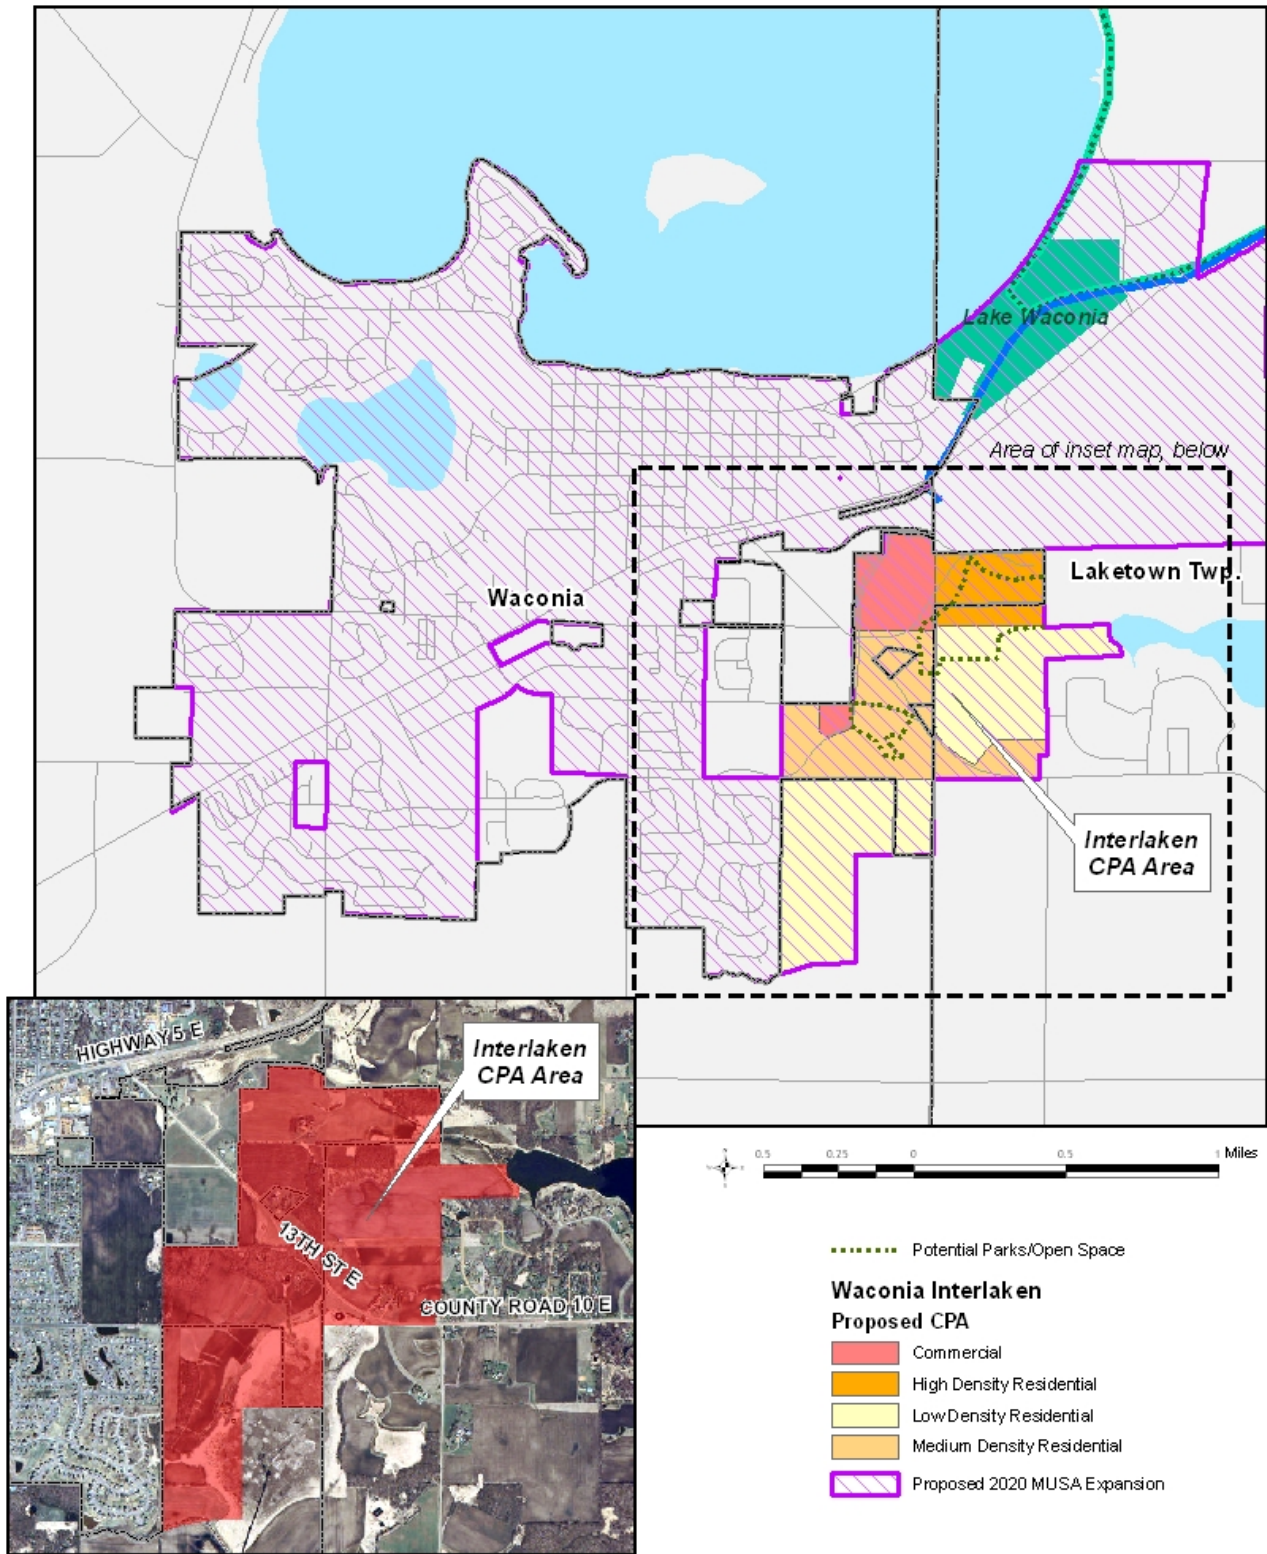 Lake Waconia
Area of inset map, below
Laketown Twp.
Waconia
Interlaken
CPA Area
HIGHWAY 5 E
Interlaken
CPA Area
13TH ST E
COUNTY ROAD 10 E
0.5 0.25 0 0.5 1 Miles
Potential Parks/Open Space
Waconia Interlaken
Proposed CPA
Commercial
High Density Residential
Low Density Residential
Medium Density Residential
Proposed 2020 MUSA Expansion